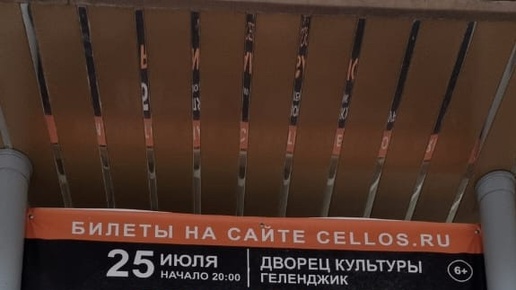 БИЛЕТЫ НА САЙТЕ CELLOS.RU
25 ИЮЛЯ
НАЧАЛО 20:00
ДВОРЕЦ КУЛЬТУРЫ
ГЕЛЕНДЖИК
6+